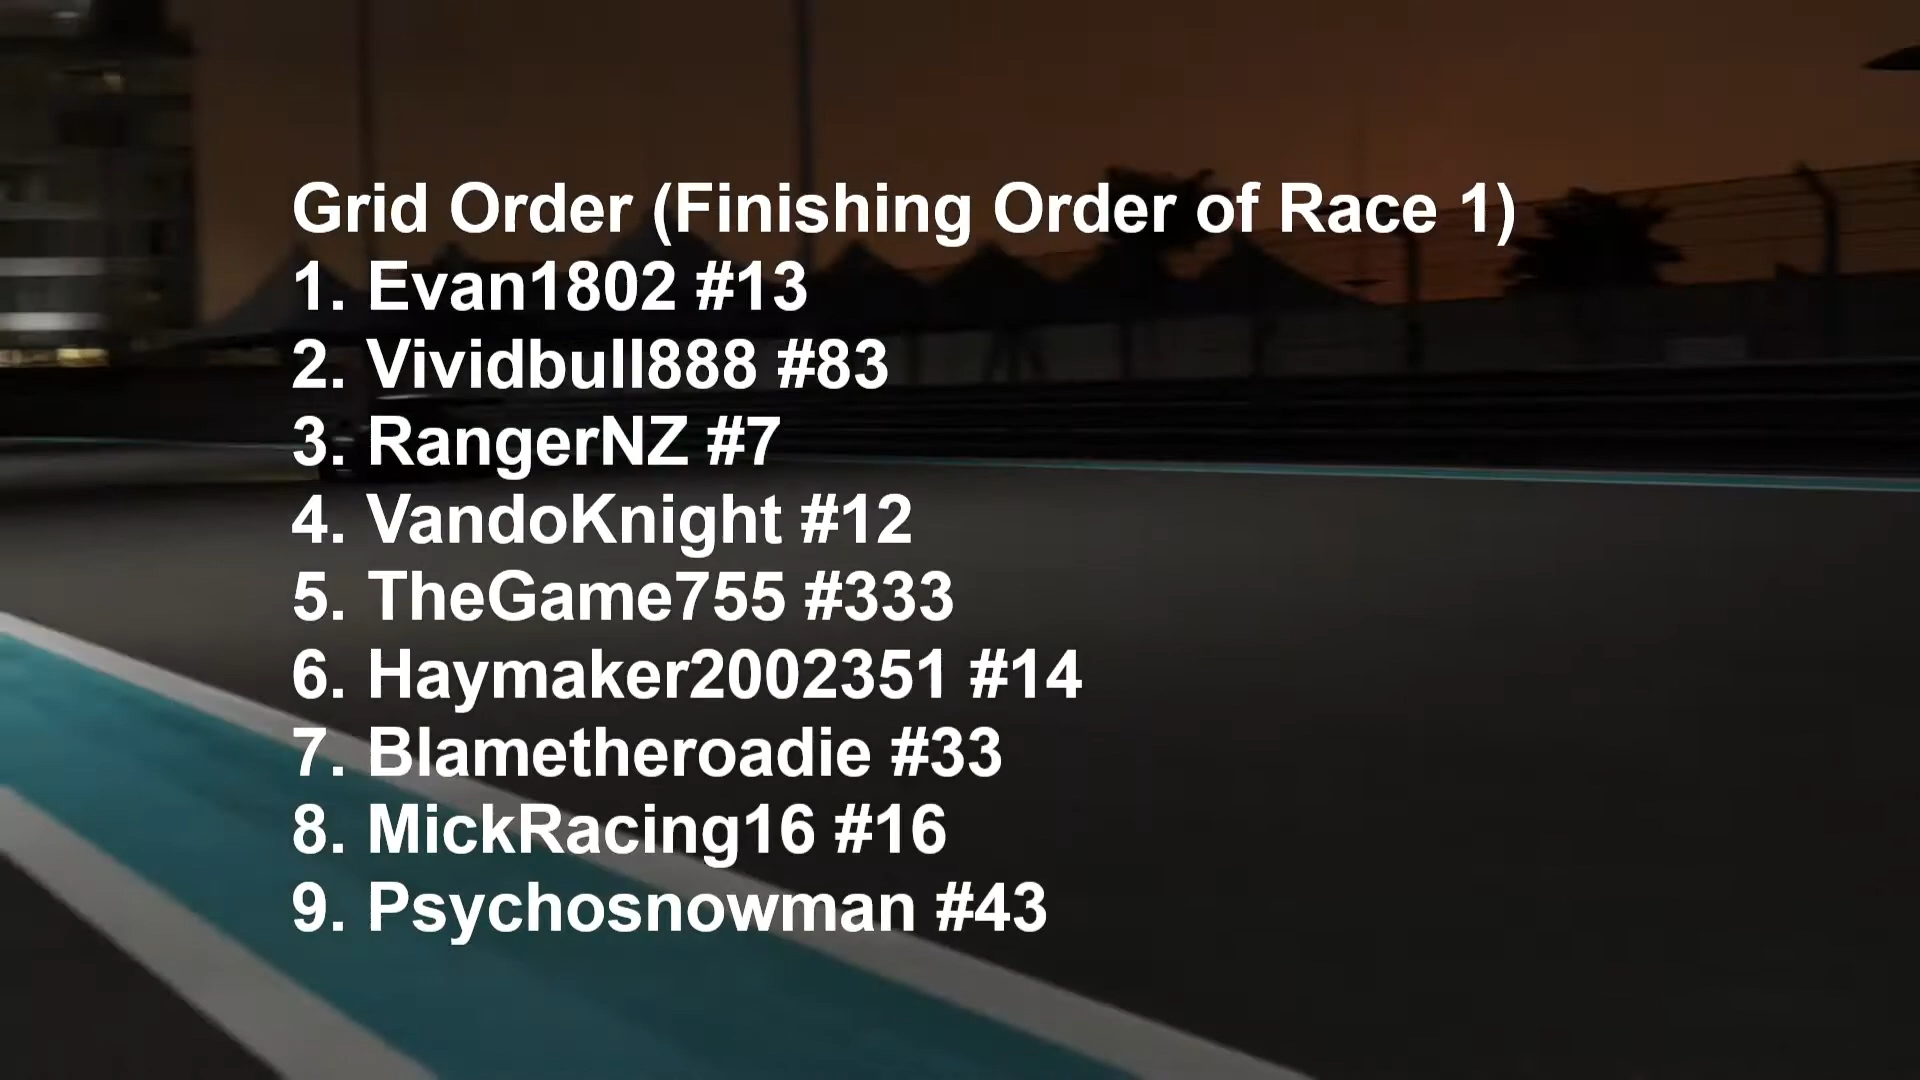 Grid Order (Finishing Order of Race 1)
1. Evan1802 #13
2. Vividbull888 #83
3. RangerNZ #7
4. VandoKnight #12
5. TheGame755 #333
6. Haymaker2002351 #14
7. Blametheroadie #33
8. MickRacing16 #16
9. Psychosnowman #43